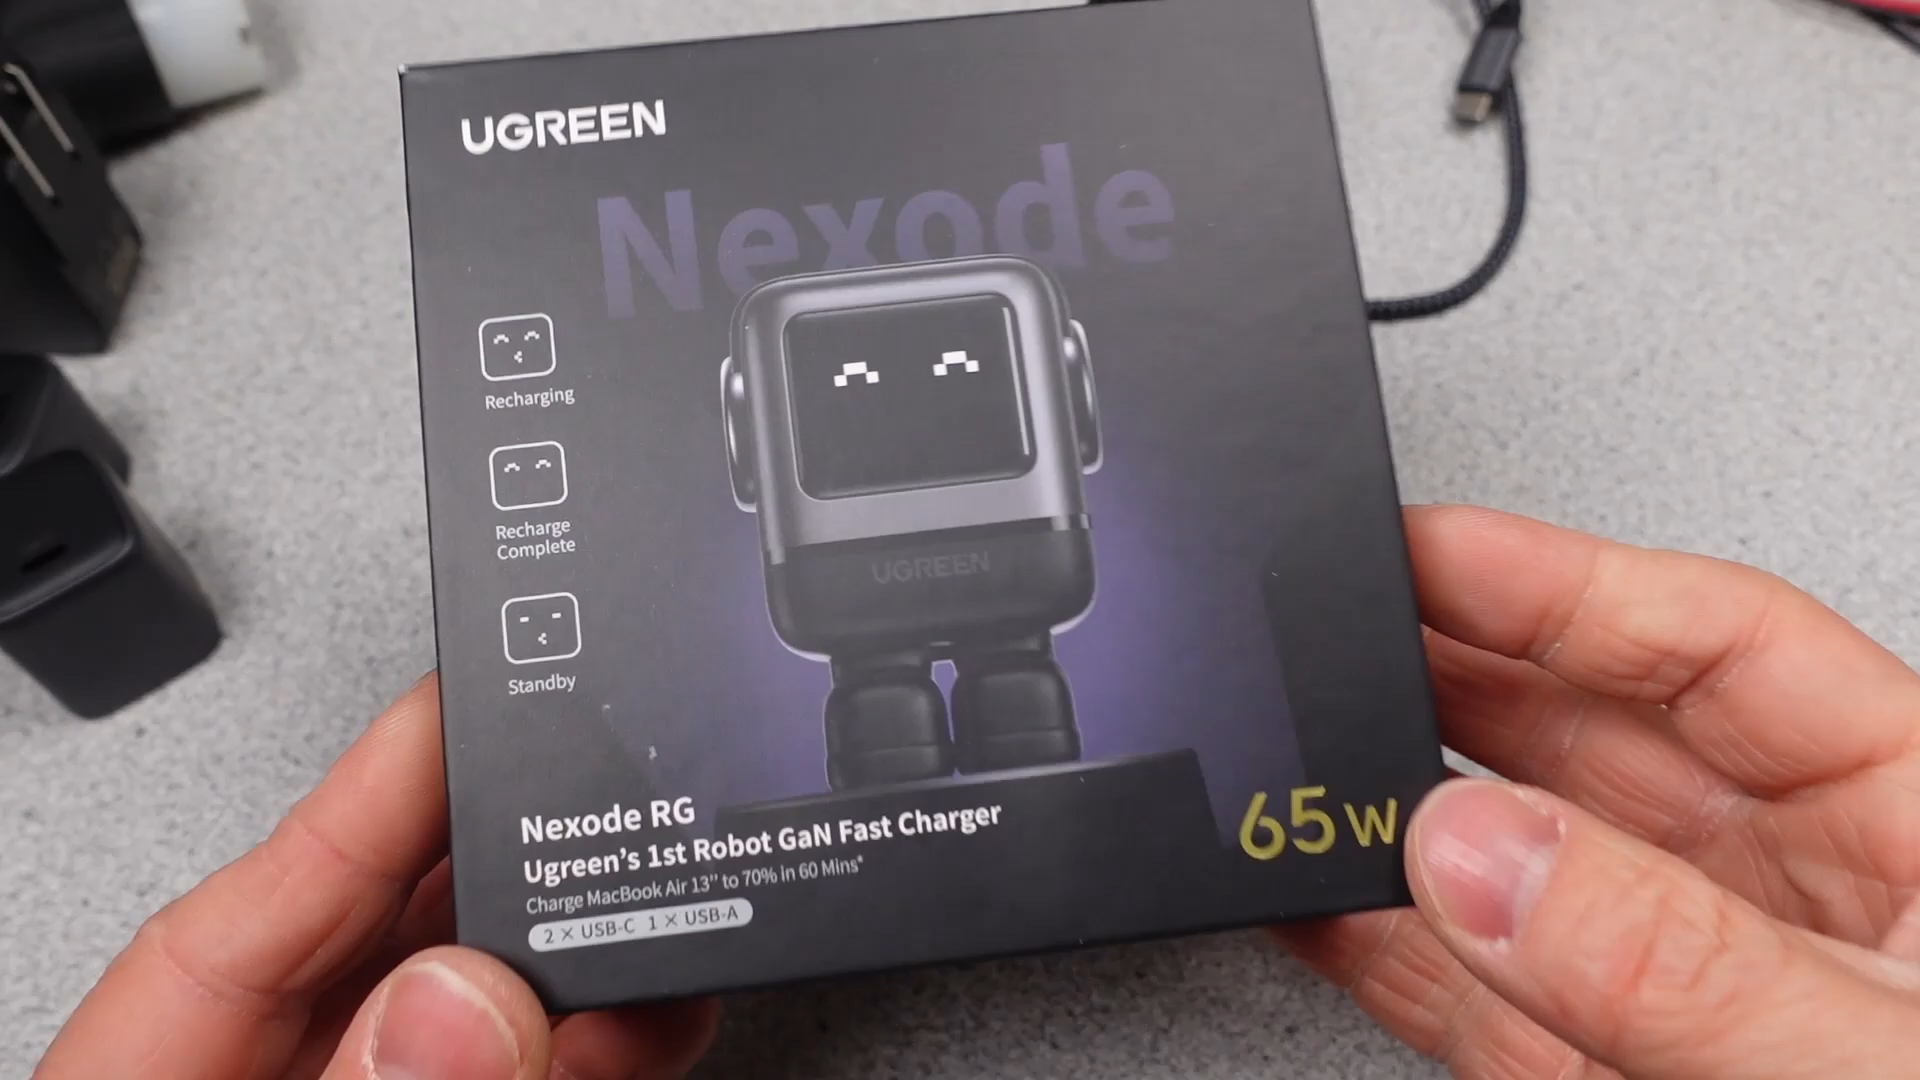 UGREEN
Nexode
Recharging
Recharge
Complete
Standby
UGREEN
Nexode RG
Ugreen's 1st Robot GaN Fast Charger
Charge MacBook Air 13" to 70% in 60 Mins*
2 × USB-C 1 × USB-A
65W